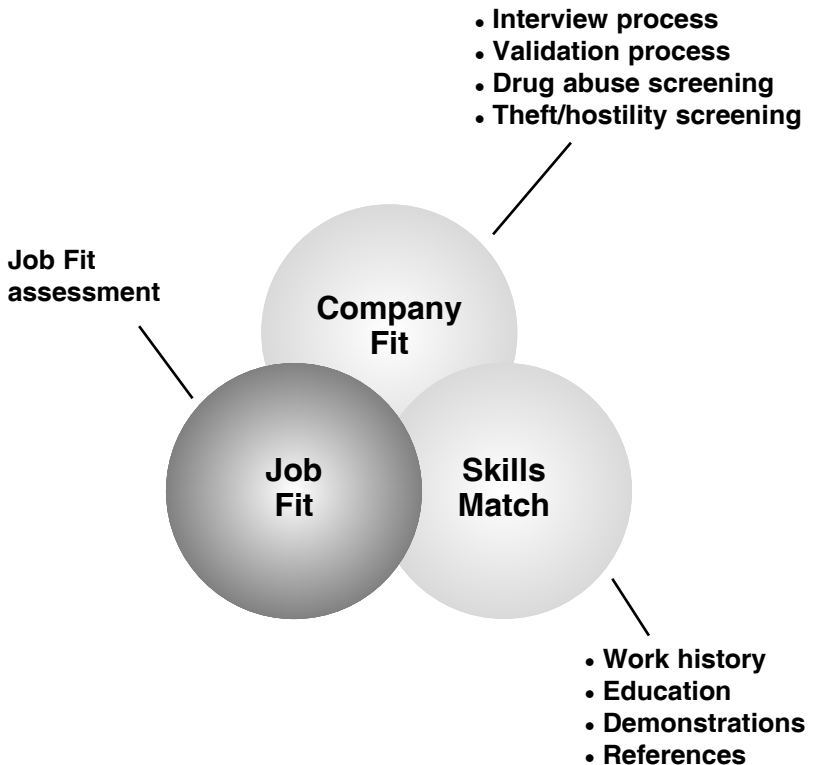 • Interview process
• Validation process
• Drug abuse screening
• Theft/hostility screening
Job Fit
assessment
Company
Fit
Job
Fit
Skills
Match
• Work history
• Education
• Demonstrations
• References